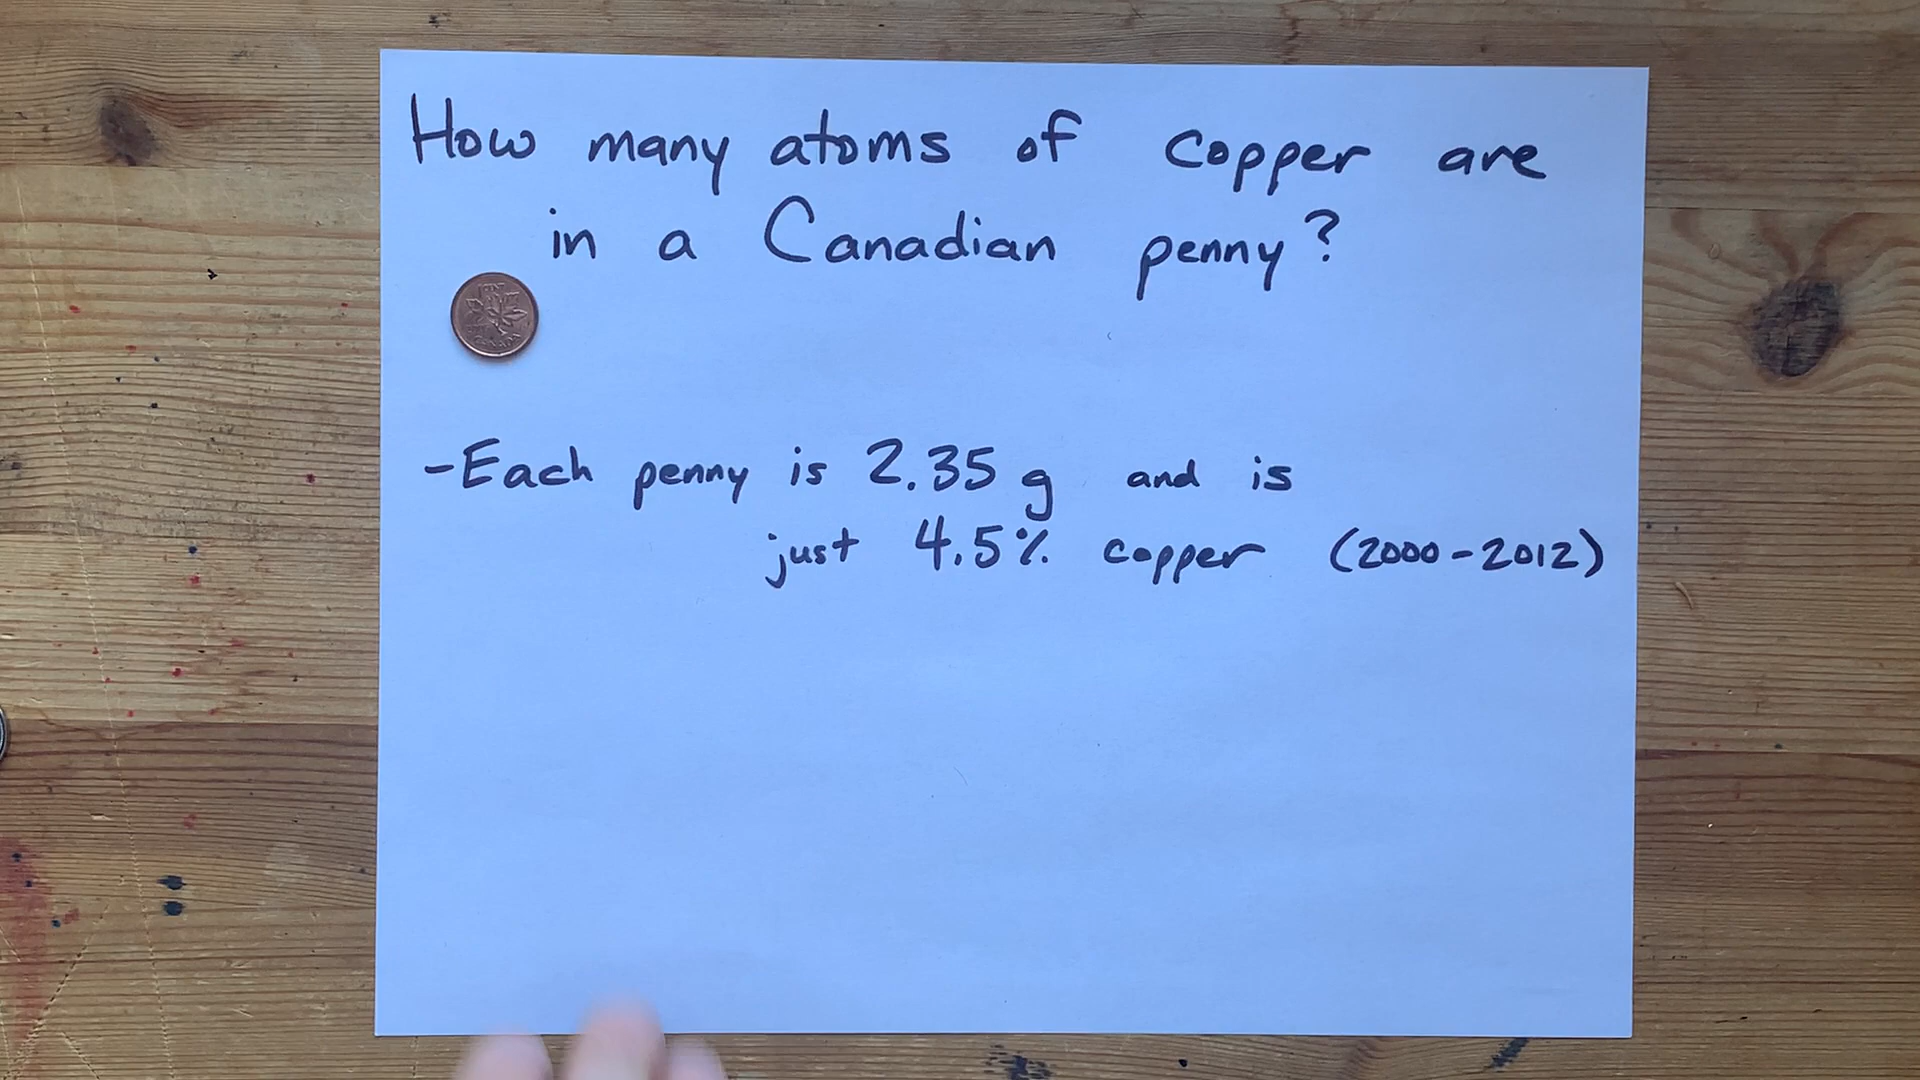 How many atoms of copper are
in a Canadian penny?
CANADA
-Each penny is 2.35 g and is
just 4.5% copper (2000-2012)